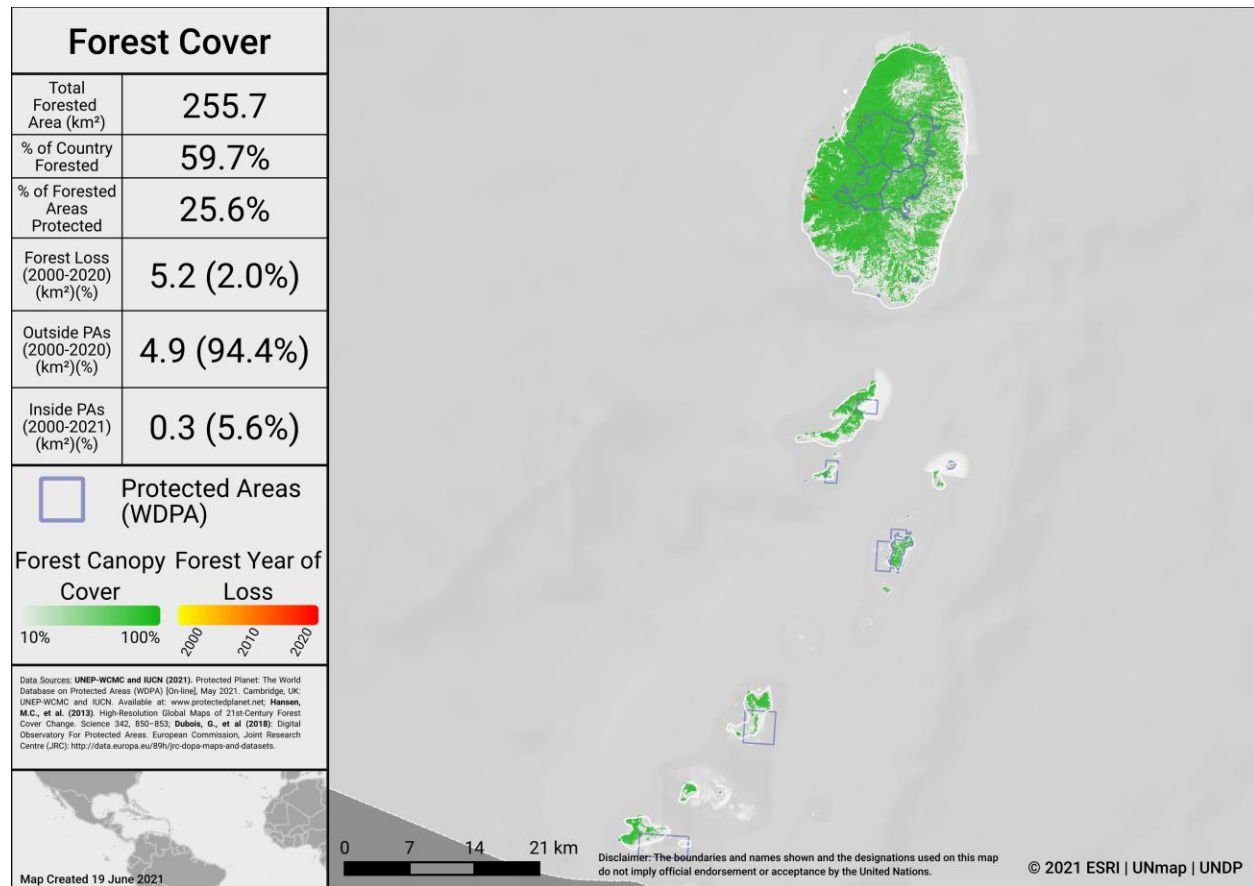 Forest Cover
Total
Forested
Area (km²)
255.7
% of Country
Forested
59.7%
% of Forested
Areas
Protected
25.6%
Forest Loss
(2000-2020)
(km²)(%)
5.2 (2.0%)
Outside PAs
(2000-2020)
(km²)(%)
4.9 (94.4%)
Inside PAs
(2000-2021)
(km²)(%)
0.3 (5.6%)
Protected Areas
(WDPA)
Forest Canopy
Cover
10%
100%
Forest Year of
Loss
2000
2010
2020
Data Sources: UNEP-WCMC and IUCN (2021). Protected Planet: The World
Database on Protected Areas (WDPA) [On-line], May 2021. Cambridge, UK:
UNEP-WCMC and IUCN. Available at: www.protectedplanet.net; Hansen,
M.C., et al. (2013). High-Resolution Global Maps of 21st-Century Forest
Cover Change. Science 342, 850–853; Dubois, G., et al (2018): Digital
Observatory For Protected Areas. European Commission, Joint Research
Centre (JRC): http://data.europa.eu/89h/jrc-dopa-maps-and-datasets.
Map Created 19 June 2021
0 7 14 21 km
Disclaimer: The boundaries and names shown and the designations used on this map
do not imply official endorsement or acceptance by the United Nations.
© 2021 ESRI | UNmap | UNDP